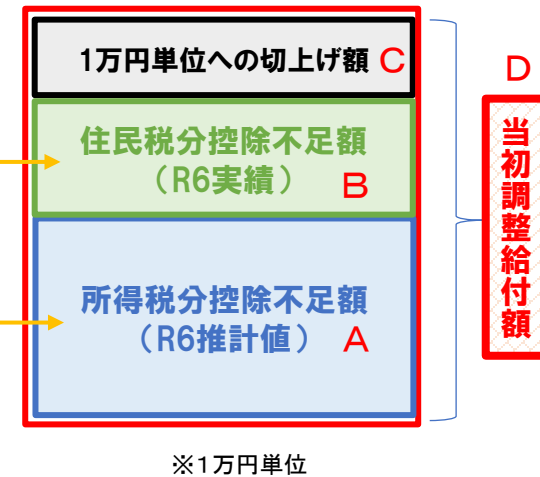 1万円単位への切上げ額 C
住民税分控除不足額
（R6実績） B
所得税分控除不足額
（R6推計値） A
D
当初調整給付額
※1万円単位